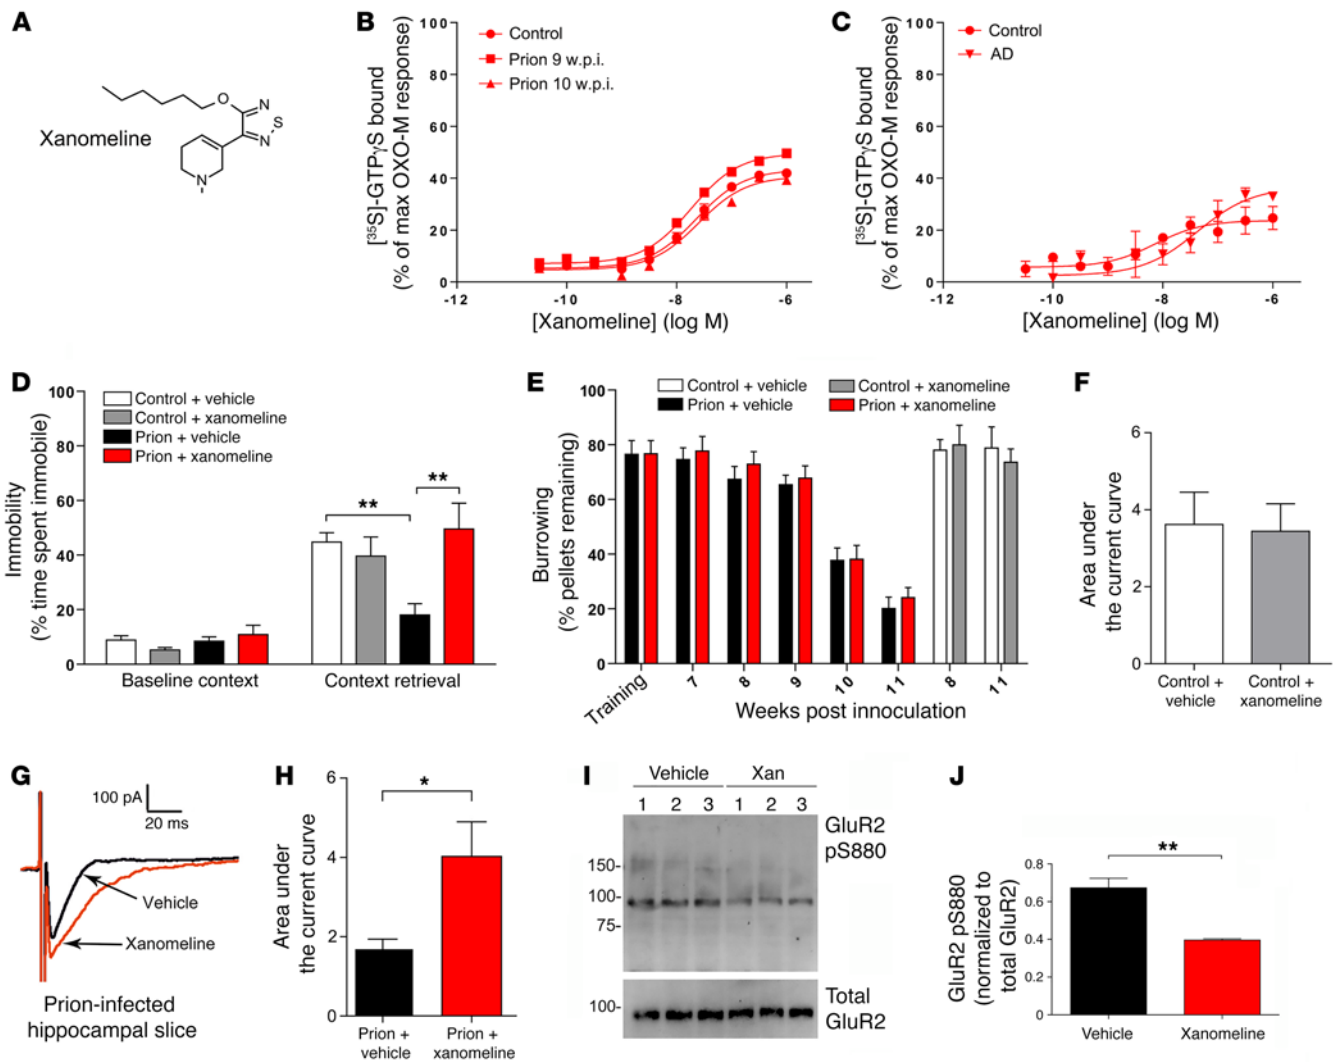 A
Xanomeline
O
N
S
N
N
B
[³⁵S]-GTPγS bound
(% of max OXO-M response)
100
80
60
40
20
0
Control
Prion 9 w.p.i.
Prion 10 w.p.i.
-12
-10
-8
-6
[Xanomeline] (log M)
C
[³⁵S]-GTPγS bound
(% of max OXO-M response)
100
80
60
40
20
0
Control
AD
-12
-10
-8
-6
[Xanomeline] (log M)
D
Immobility
(% time spent immobile)
100
80
60
40
20
0
Control + vehicle
Control + xanomeline
Prion + vehicle
Prion + xanomeline
**
**
Baseline context
Context retrieval
E
Burrowing
(% pellets remaining)
100
80
60
40
20
0
Control + vehicle
Prion + vehicle
Control + xanomeline
Prion + xanomeline
Training
7
8
9
10
11
8
11
Weeks post innoculation
F
Area under
the current curve
6
4
2
0
Control +
vehicle
Control +
xanomeline
G
100 pA
20 ms
Vehicle
Xanomeline
Prion-infected
hippocampal slice
H
Area under
the current curve
6
4
2
0
*
Prion +
vehicle
Prion +
xanomeline
I
Vehicle
Xan
1 2 3 1 2 3
GluR2
pS880
150-
100-
75-
100-
Total
GluR2
J
GluR2 pS880
(normalized to
total GluR2)
0.8
0.6
0.4
0.2
0
**
Vehicle
Xanomeline